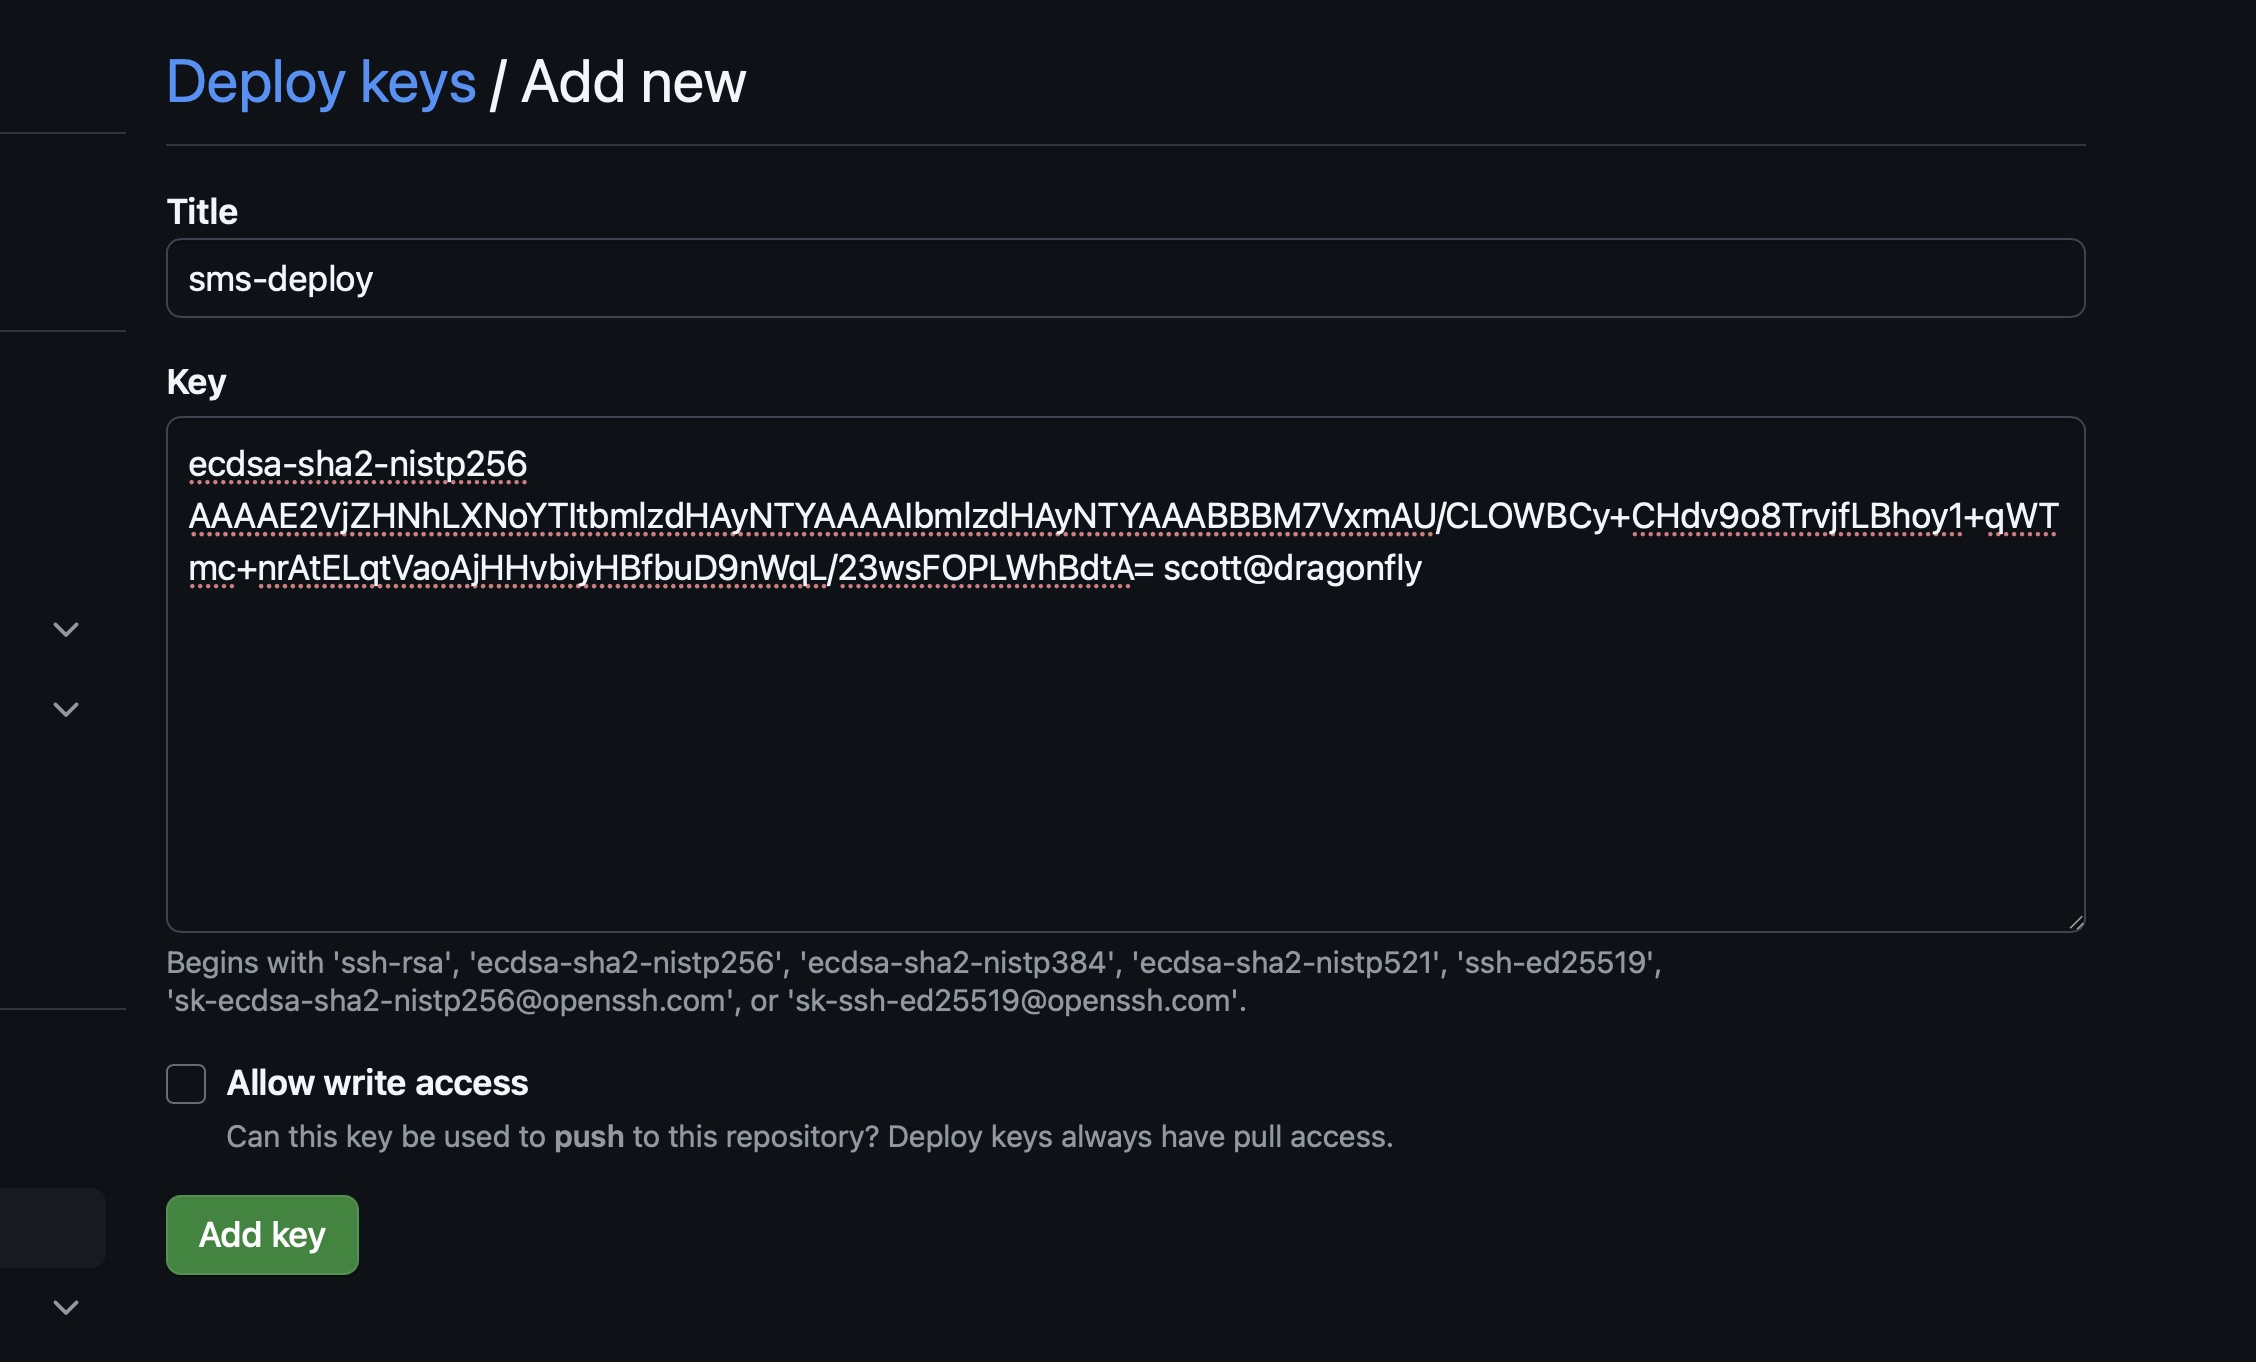 Deploy keys / Add new
Title
sms-deploy
Key
ecdsa-sha2-nistp256
AAAAE2VjZHNhLXNoYTItbmlzdHAyNTYAAAAIbmlzdHAyNTYAAABBBM7VxmAU/CLOWBCy+CHdv9o8TrvjfLBhoy1+qWT
mc+nrAtELqtVaoAjHHvbiyHBfbuD9nWqL/23wsFOPLWhBdtA= scott@dragonfly
Begins with 'ssh-rsa', 'ecdsa-sha2-nistp256', 'ecdsa-sha2-nistp384', 'ecdsa-sha2-nistp521', 'ssh-ed25519',
'sk-ecdsa-sha2-nistp256@openssh.com', or 'sk-ssh-ed25519@openssh.com'.
Allow write access
Can this key be used to push to this repository? Deploy keys always have pull access.
Add key